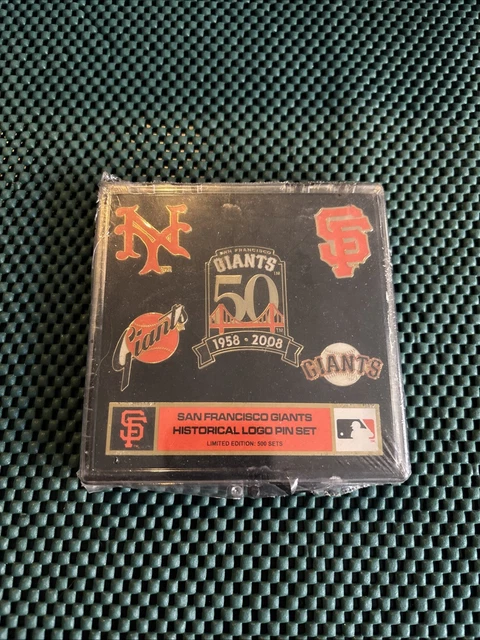 NY
SF
SAN FRANCISCO
GIANTS
50
1958 - 2008
Giants
GIANTS
SF
SAN FRANCISCO GIANTS
HISTORICAL LOGO PIN SET
LIMITED EDITION: 500 SETS